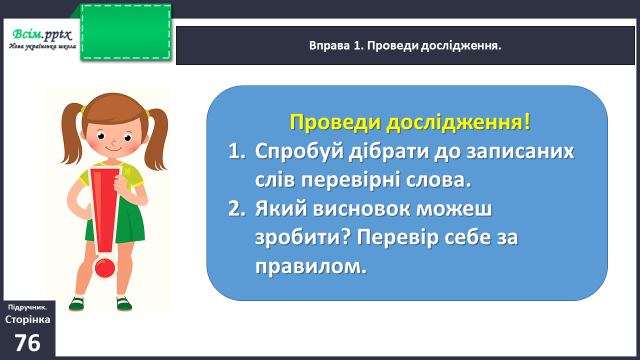 Всім.pptx
Нова українська школа
Вправа 1. Проведи дослідження.
Проведи дослідження!
1. Спробуй дібрати до записаних
слів перевірні слова.
2. Який висновок можеш
зробити? Перевір себе за
правилом.
Підручник.
Сторінка
76